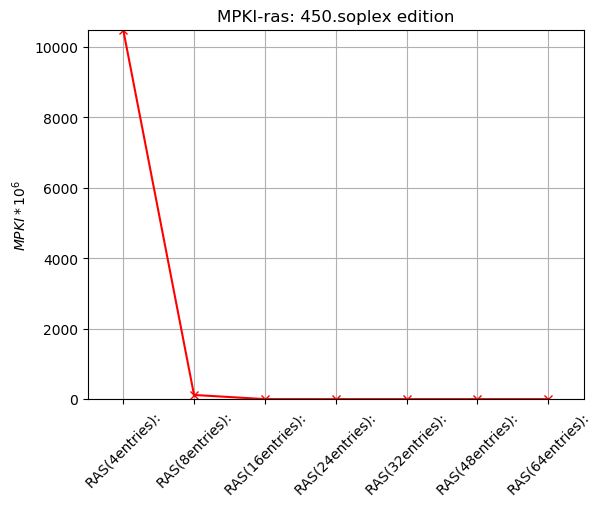 MPKI-ras: 450.soplex edition
10000
8000
6000
4000
2000
0
MPKI * 10^6
RAS(4entries):
RAS(8entries):
RAS(16entries):
RAS(24entries):
RAS(32entries):
RAS(48entries):
RAS(64entries):